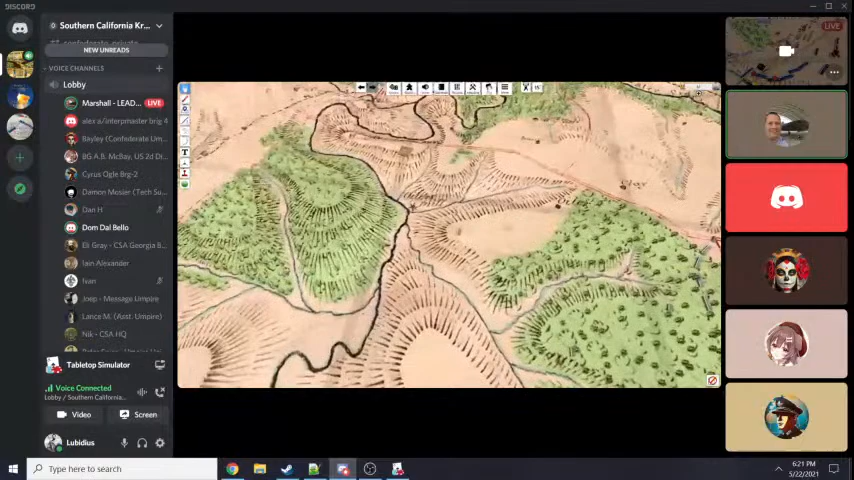 DISCORD
Southern California Kr...
NEW UNREADS
VOICE CHANNELS
Lobby
Marshall - LEAD...
LIVE
alex a/interpmaster brig 4
Bayley (Confederate Um...
BG A.B. McBay, US 2d Di...
Cyrus Ogle Brg-2
Damon Mesier (Tech Su...
Dan H
Dom Dal Bello
Eli Gray - CSA Georgia B...
Iain Alexander
Ivan
Joep - Message Umpire
Lance M. (Asst. Umpire)
Nik - CSA HQ
Tabletop Simulator
Voice Connected
Lobby / Southern California...
Video
Screen
Lubidius
LIVE
Type here to search
6:21 PM
5/22/2021